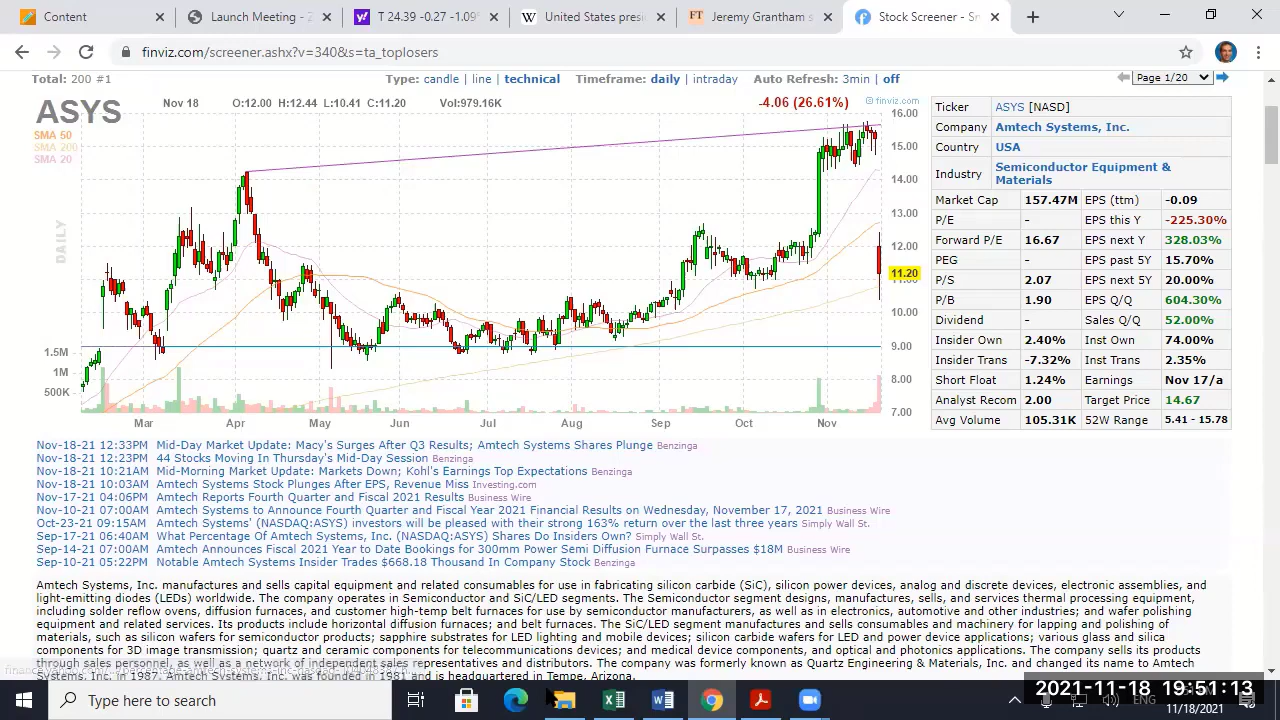 Content
Launch Meeting - Z
T 24.39 -0.27 -1.09%
United States presi
Jeremy Grantham s
Stock Screener - Sn
finviz.com/screener.ashx?v=340&s=ta_toplosers
Total: 200 #1
Type: candle | line | technical
Timeframe: daily | intraday
Auto Refresh: 3min | off
Page 1/20
ASYS
Nov 18
O:12.00 H:12.44 L:10.41 C:11.20
Vol:979.16K
-4.06 (26.61%)
© finviz.com
SMA 50
SMA 200
SMA 20
DAILY
16.00
15.00
14.00
13.00
12.00
11.20
10.00
9.00
8.00
7.00
1.5M
1M
500K
Mar Apr May Jun Jul Aug Sep Oct Nov
Ticker ASYS [NASD]
Company Amtech Systems, Inc.
Country USA
Industry Semiconductor Equipment &
Materials
Market Cap 157.47M EPS (ttm) -0.09
P/E - EPS this Y -225.30%
Forward P/E 16.67 EPS next Y 328.03%
PEG - EPS past 5Y 15.70%
P/S 2.07 EPS next 5Y 20.00%
P/B 1.90 EPS Q/Q 604.30%
Dividend - Sales Q/Q 52.00%
Insider Own 2.40% Inst Own 74.00%
Insider Trans -7.32% Inst Trans 2.35%
Short Float 1.24% Earnings Nov 17/a
Analyst Recom 2.00 Target Price 14.67
Avg Volume 105.31K 52W Range 5.41 - 15.78
Nov-18-21 12:33PM Mid-Day Market Update: Macy's Surges After Q3 Results; Amtech Systems Shares Plunge Benzinga
Nov-18-21 12:23PM 44 Stocks Moving In Thursday's Mid-Day Session Benzinga
Nov-18-21 10:21AM Mid-Morning Market Update: Markets Down; Kohl's Earnings Top Expectations Benzinga
Nov-18-21 10:03AM Amtech Systems Stock Plunges After EPS, Revenue Miss Investing.com
Nov-17-21 04:06PM Amtech Reports Fourth Quarter and Fiscal 2021 Results Business Wire
Nov-10-21 07:00AM Amtech Systems to Announce Fourth Quarter and Fiscal Year 2021 Financial Results on Wednesday, November 17, 2021 Business Wire
Oct-23-21 09:15AM Amtech Systems' (NASDAQ:ASYS) investors will be pleased with their strong 163% return over the last three years Simply Wall St.
Sep-17-21 06:40AM What Percentage Of Amtech Systems, Inc. (NASDAQ:ASYS) Shares Do Insiders Own? Simply Wall St.
Sep-14-21 07:00AM Amtech Announces Fiscal 2021 Year to Date Bookings for 300mm Power Semi Diffusion Furnace Surpasses $18M Business Wire
Sep-10-21 05:22PM Notable Amtech Systems Insider Trades $668.18 Thousand In Company Stock Benzinga
Amtech Systems, Inc. manufactures and sells capital equipment and related consumables for use in fabricating silicon carbide (SiC), silicon power devices, analog and discrete devices, electronic assemblies, and
light-emitting diodes (LEDs) worldwide. The company operates in Semiconductor and SiC/LED segments. The Semiconductor segment designs, manufactures, sells, and services thermal processing equipment,
including solder reflow ovens, diffusion furnaces, and customer high-temp belt furnaces for use by semiconductor manufacturers, as well as in electronics, automotive and other industries; and wafer polishing
equipment and related services. Its products include horizontal diffusion furnaces; and belt furnaces. The SiC/LED segment manufactures and sells consumables and machinery for lapping and polishing of
materials, such as silicon wafers for semiconductor products; sapphire substrates for LED lighting and mobile devices; silicon carbide wafers for LED and power device applications; various glass and silica
components for 3D image transmission; quartz and ceramic components for telecommunications devices; and medical device components, and optical and photonics applications. The company sells its products
through sales personnel, as well as a network of independent sales representatives and distributors. The company was formerly known as Quartz Engineering & Materials, Inc. and changed its name to Amtech
Systems, Inc. in 1987. Amtech Systems, Inc. was founded in 1981 and is headquartered in Tempe, Arizona.
Type here to search
2021-11-18 19:51:13
ENG
11/18/2021